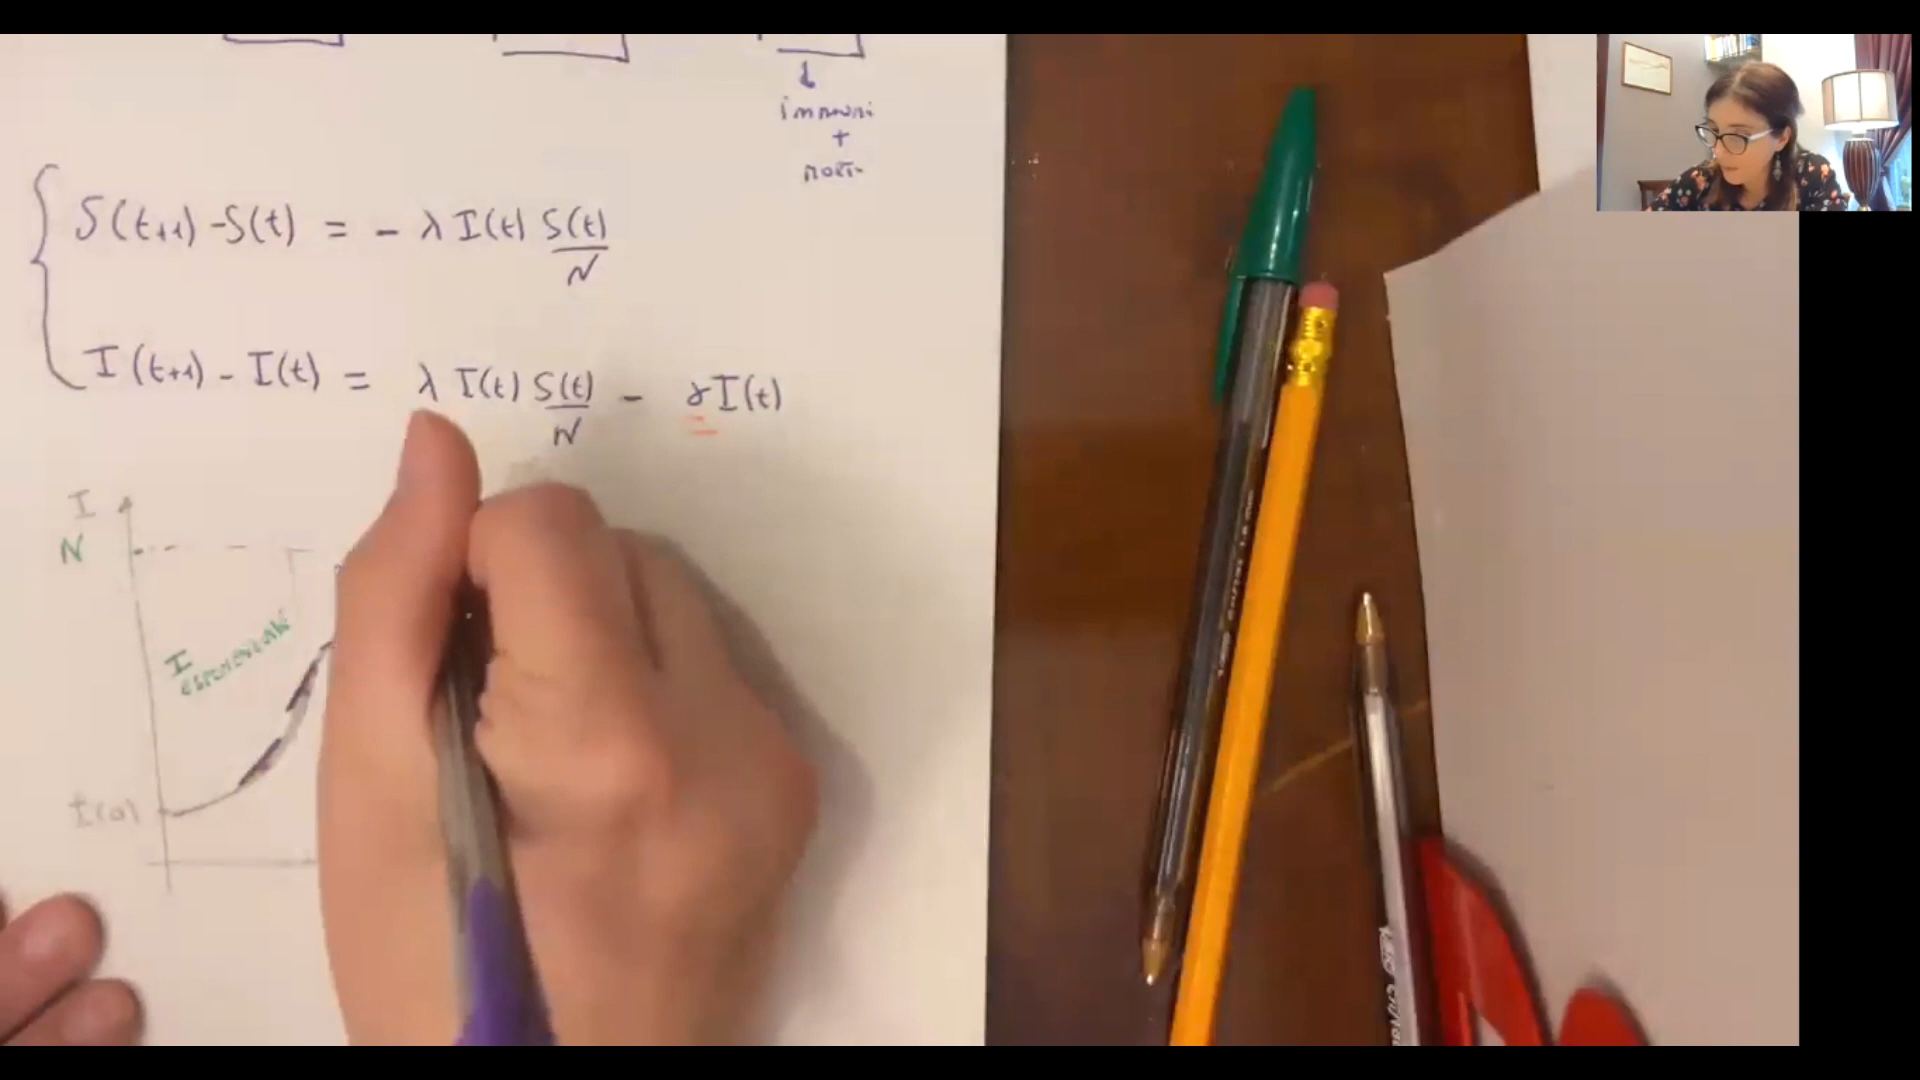 immuni
+
morti
S(t+1) - S(t) = - λ I(t) S(t)/N
I(t+1) - I(t) = λ I(t) S(t)/N - γ I(t)
I
N
I
ESPONENZIALE
I(0)